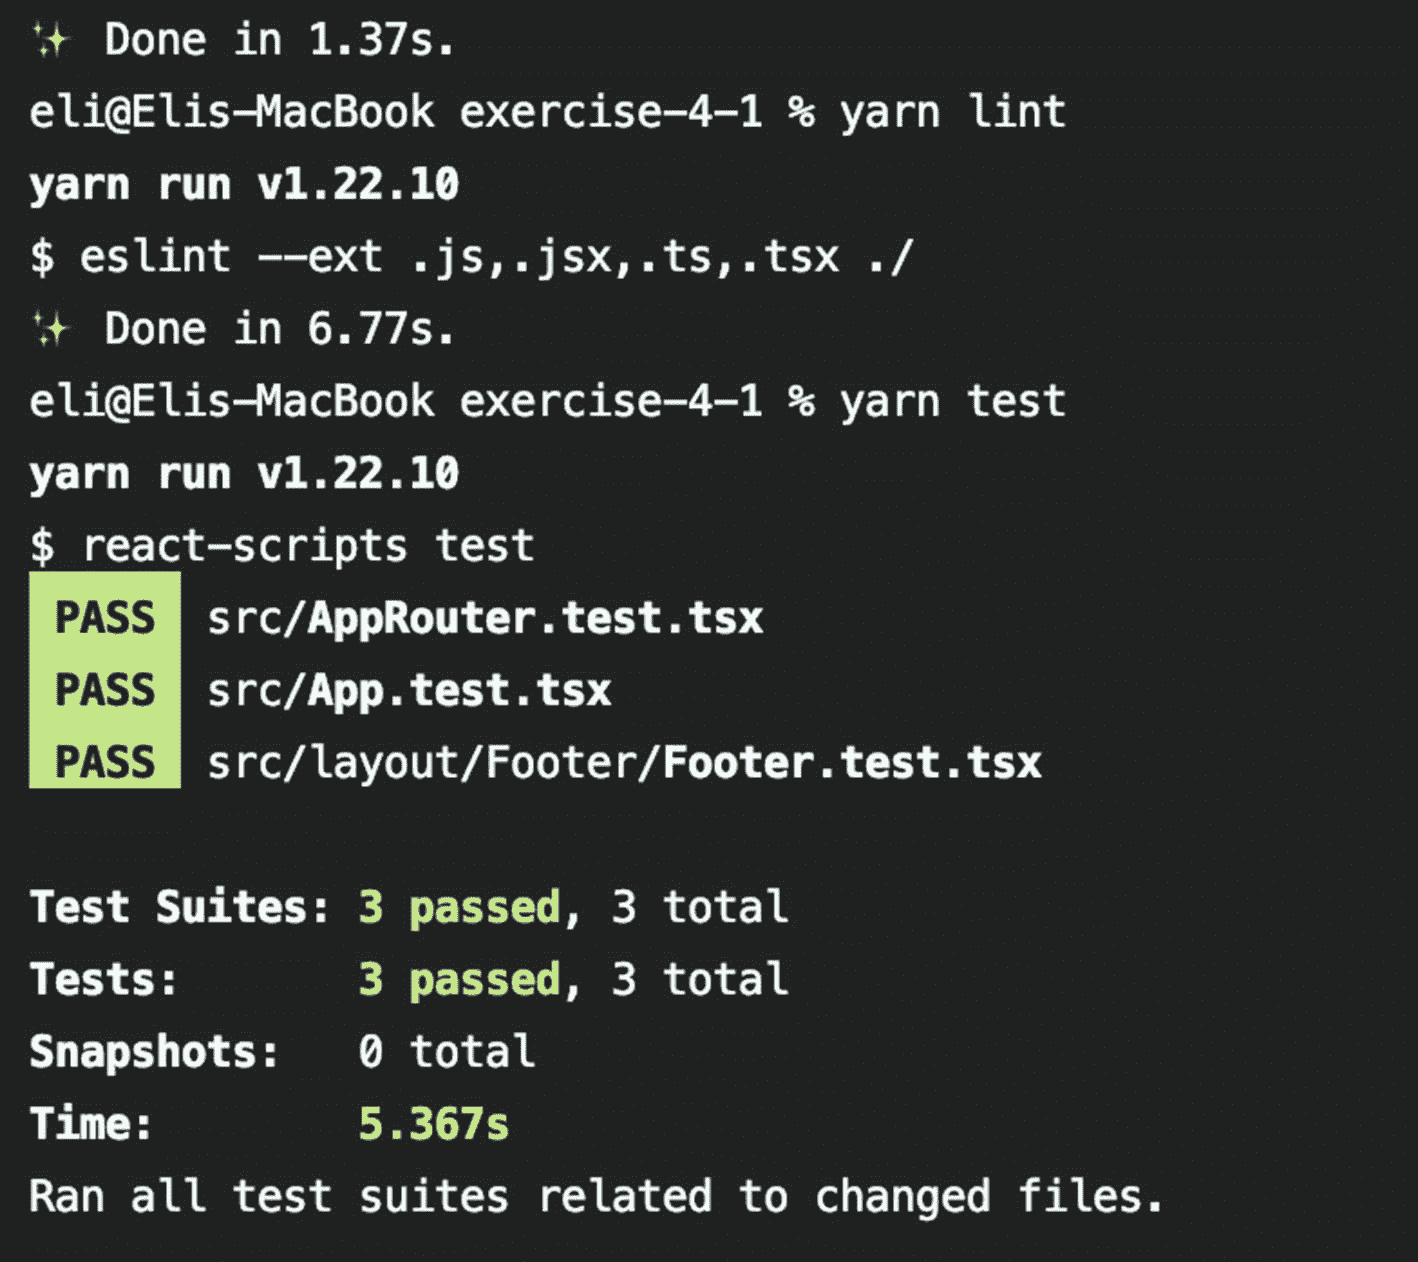 ✨ Done in 1.37s.
eli@Elis-MacBook exercise-4-1 % yarn lint
yarn run v1.22.10
$ eslint --ext .js,.jsx,.ts,.tsx ./
✨ Done in 6.77s.
eli@Elis-MacBook exercise-4-1 % yarn test
yarn run v1.22.10
$ react-scripts test
PASS src/AppRouter.test.tsx
PASS src/App.test.tsx
PASS src/layout/Footer/Footer.test.tsx
Test Suites: 3 passed, 3 total
Tests: 3 passed, 3 total
Snapshots: 0 total
Time: 5.367s
Ran all test suites related to changed files.